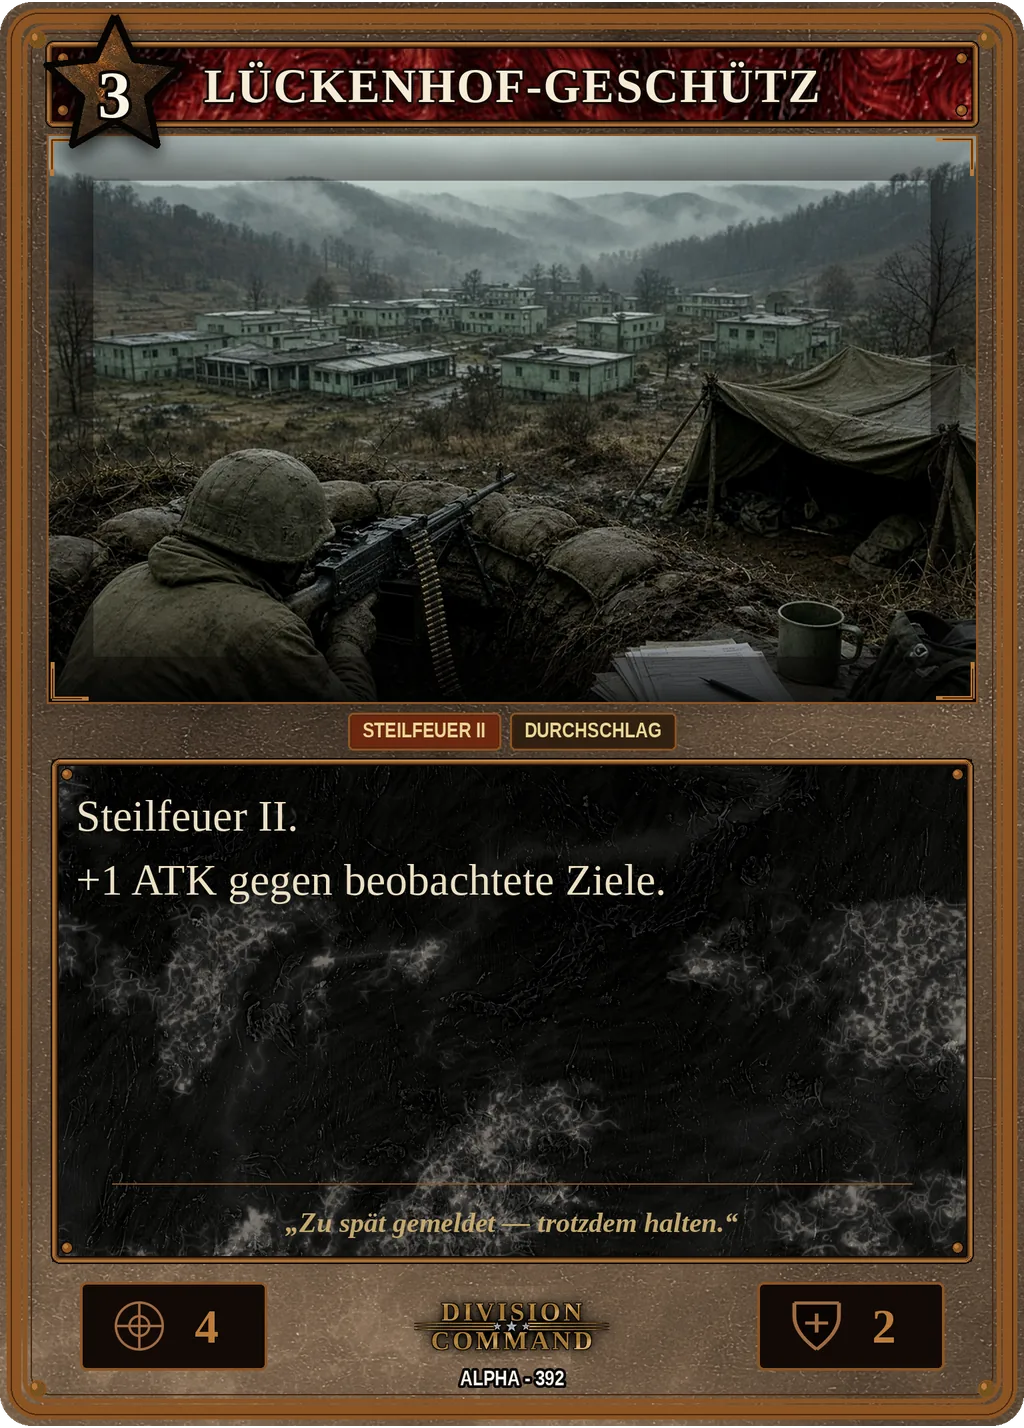 3
LÜCKENHOF-GESCHÜTZ
STEILFEUER II
DURCHSCHLAG
Steilfeuer II.
+1 ATK gegen beobachtete Ziele.
„Zu spät gemeldet — trotzdem halten.“
4
DIVISION
COMMAND
2
ALPHA - 392